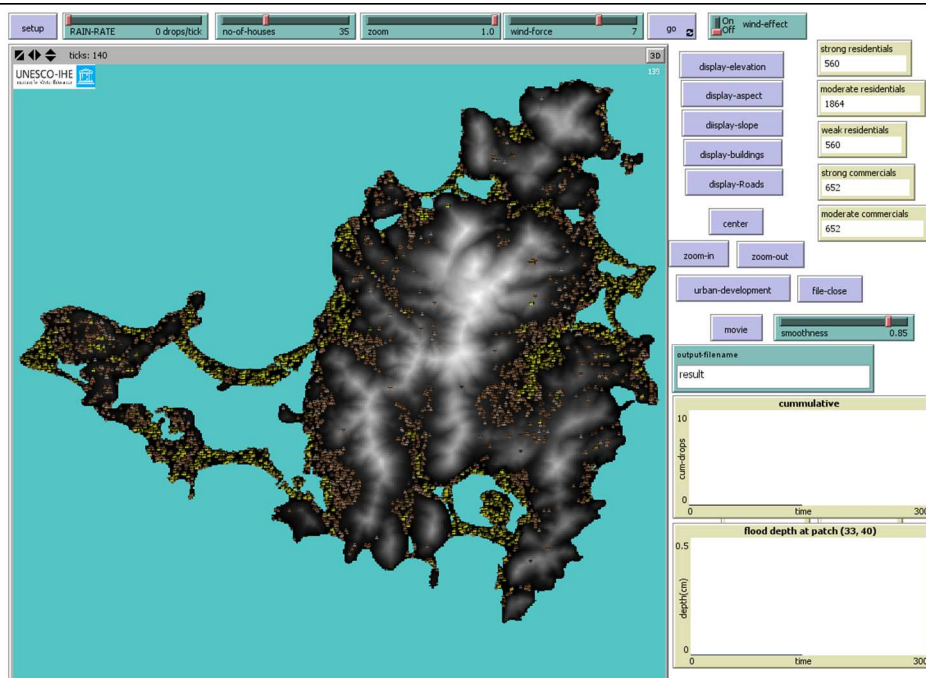 setup
RAIN-RATE 0 drops/tick
no-of-houses 35
zoom 1.0
wind-force 7
go
On
Off
wind-effect
ticks: 140
3D
UNESCO-IHE
139
display-elevation
display-aspect
diisplay-slope
display-buildings
display-Roads
center
zoom-in
zoom-out
urban-development
file-close
movie
smoothness 0.85
strong residentials
560
moderate residentials
1864
weak residentials
560
strong commercials
652
moderate commercials
652
output-filename
result
cummulative
10
cum-drops
0
time
300
flood depth at patch (33, 40)
0.5
depth(cm)
0
0
time
300